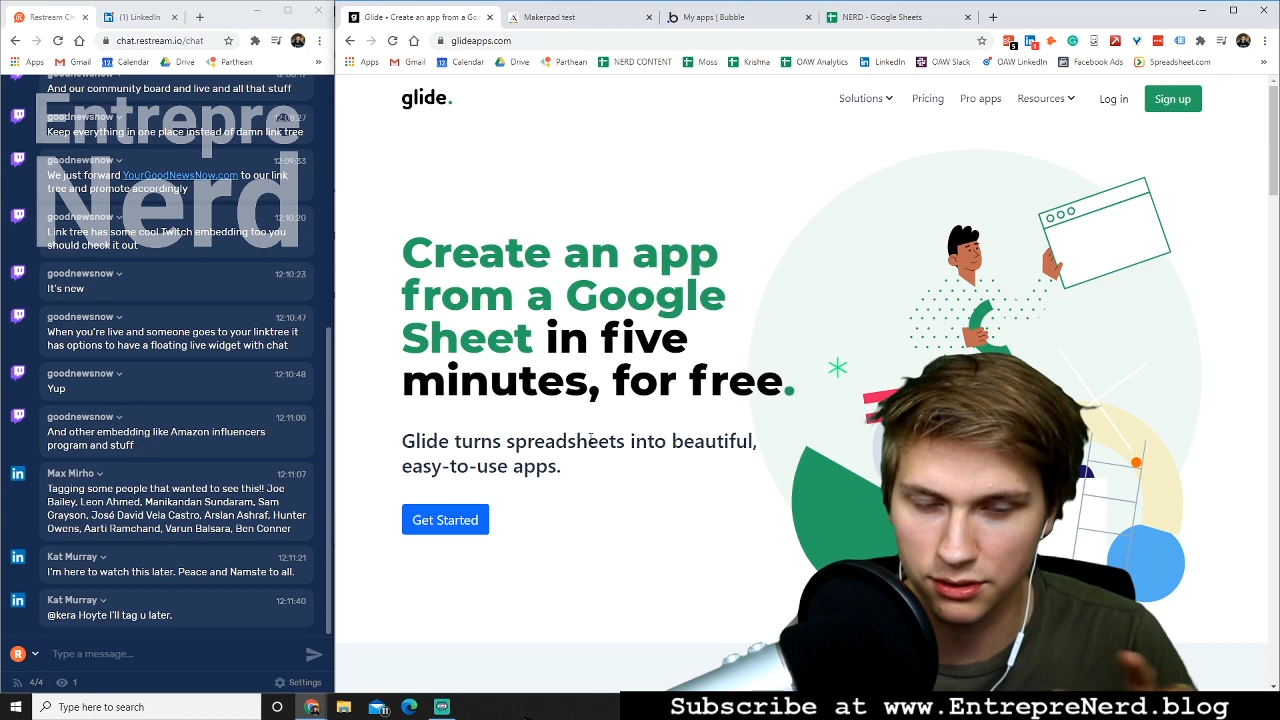 Restream Ch
(1) LinkedIn
Glide • Create an app from a Goo
Makerpad test
My apps | Bubble
NERD - Google Sheets
chat.restream.io/chat
glideapps.com
Apps
Gmail
12 Calendar
Drive
Parthean
Apps
Gmail
12 Calendar
Drive
Parthean
NERD CONTENT
Moss
Krishna
OAW Analytics
LinkedIn
OAW Slack
OAW LinkedIn
Facebook Ads
Spreadsheet.com
And our community board and live and all that stuff
Entrepre
Nerd
goodnewsnow 12:08:27
Keep everything in one place instead of damn link tree
goodnewsnow 12:09:33
We just forward YourGoodNewsNow.com to our link
tree and promote accordingly
goodnewsnow 12:10:20
Link tree has some cool Twitch embedding too you
should check it out
goodnewsnow 12:10:23
It's new
goodnewsnow 12:10:47
When you're live and someone goes to your linktree it
has options to have a floating live widget with chat
goodnewsnow 12:10:48
Yup
goodnewsnow 12:11:00
And other embedding like Amazon influencers
program and stuff
Max Mirho 12:11:07
Tagging some people that wanted to see this!! Joe
Bailey, Leon Ahmed, Manikandan Sundaram, Sam
Grayson, José David Vela Castro, Arslan Ashraf, Hunter
Owens, Aarti Ramchand, Varun Balsara, Ben Conner
Kat Murray 12:11:21
I'm here to watch this later. Peace and Namste to all.
Kat Murray 12:11:40
@kera Hoyte I'll tag u later.
Type a message...
4/4 1 Settings
glide.
Solutions
Pricing
Pro apps
Resources
Log in
Sign up
Create an app
from a Google
Sheet in five
minutes, for free.
Glide turns spreadsheets into beautiful,
easy-to-use apps.
Get Started
Type here to search
Subscribe at www.EntrepreNerd.blog